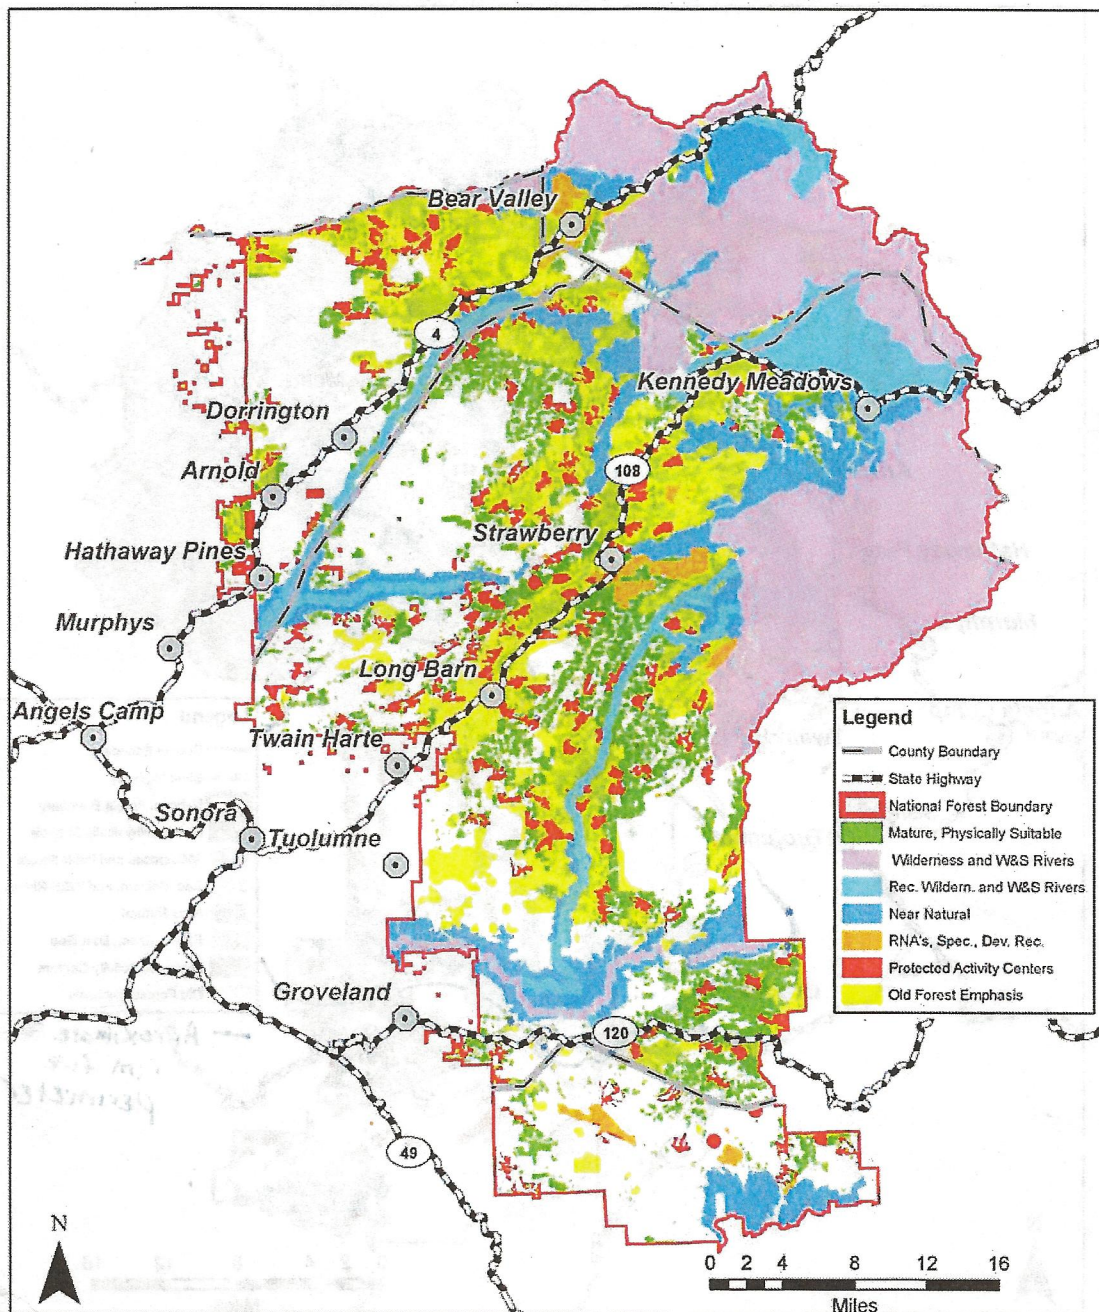 Bear Valley
4
Kennedy Meadows
Dorrington
108
Arnold
Strawberry
Hathaway Pines
Murphys
Long Barn
Angels Camp
Twain Harte
Sonora
Tuolumne
Groveland
120
49
Legend
County Boundary
State Highway
National Forest Boundary
Mature, Physically Suitable
Wilderness and W&S Rivers
Rec. Wildern. and W&S Rivers
Near Natural
RNA's, Spec., Dev. Rec.
Protected Activity Centers
Old Forest Emphasis
N
0 2 4 8 12 16
Miles